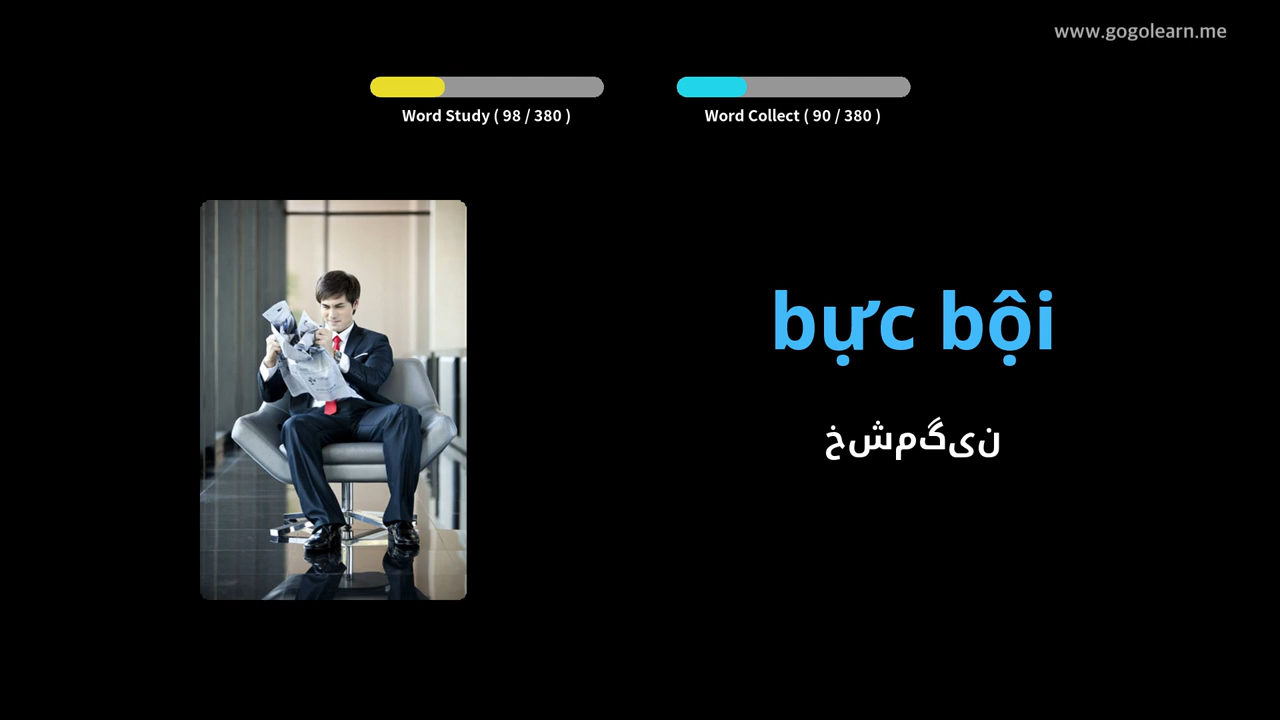 www.gogolearn.me
Word Study ( 98 / 380 )
Word Collect ( 90 / 380 )
bực bội
خشمگین